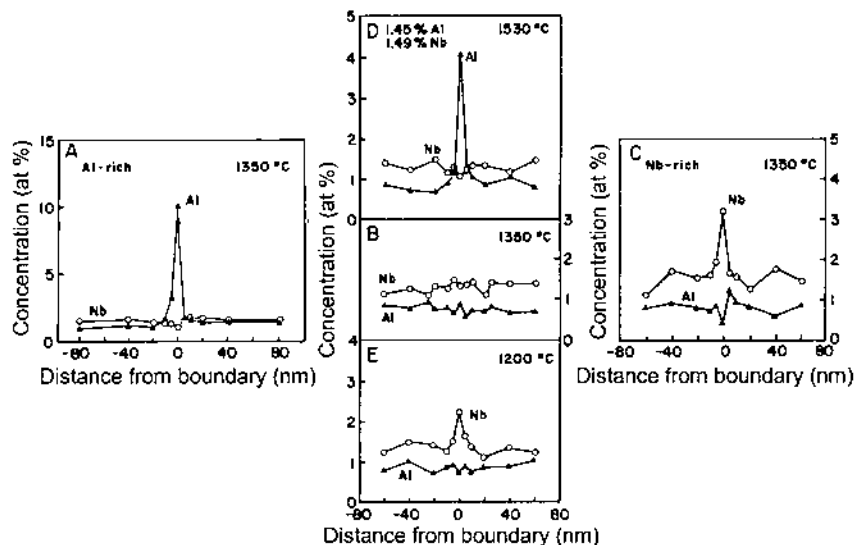 A
Al-rich
1350 °C
Al
Nb
15
10
5
0
-80 -40 0 40 80
Concentration (at %)
Distance from boundary (nm)
D
1.45 % Al
1.49% Nb
1530 °C
Al
Nb
5
4
3
2
1
0
Concentration (at %)
B
1350 °C
Nb
Al
3
2
1
0
E
1200 °C
Nb
Al
4
3
2
1
0
-80 -40 0 40 80
Concentration (at %)
Distance from boundary (nm)
C
Nb-rich
1350 °C
Nb
Al
5
4
3
2
1
0
-80 -40 0 40 80
Concentration (at %)
Distance from boundary (nm)